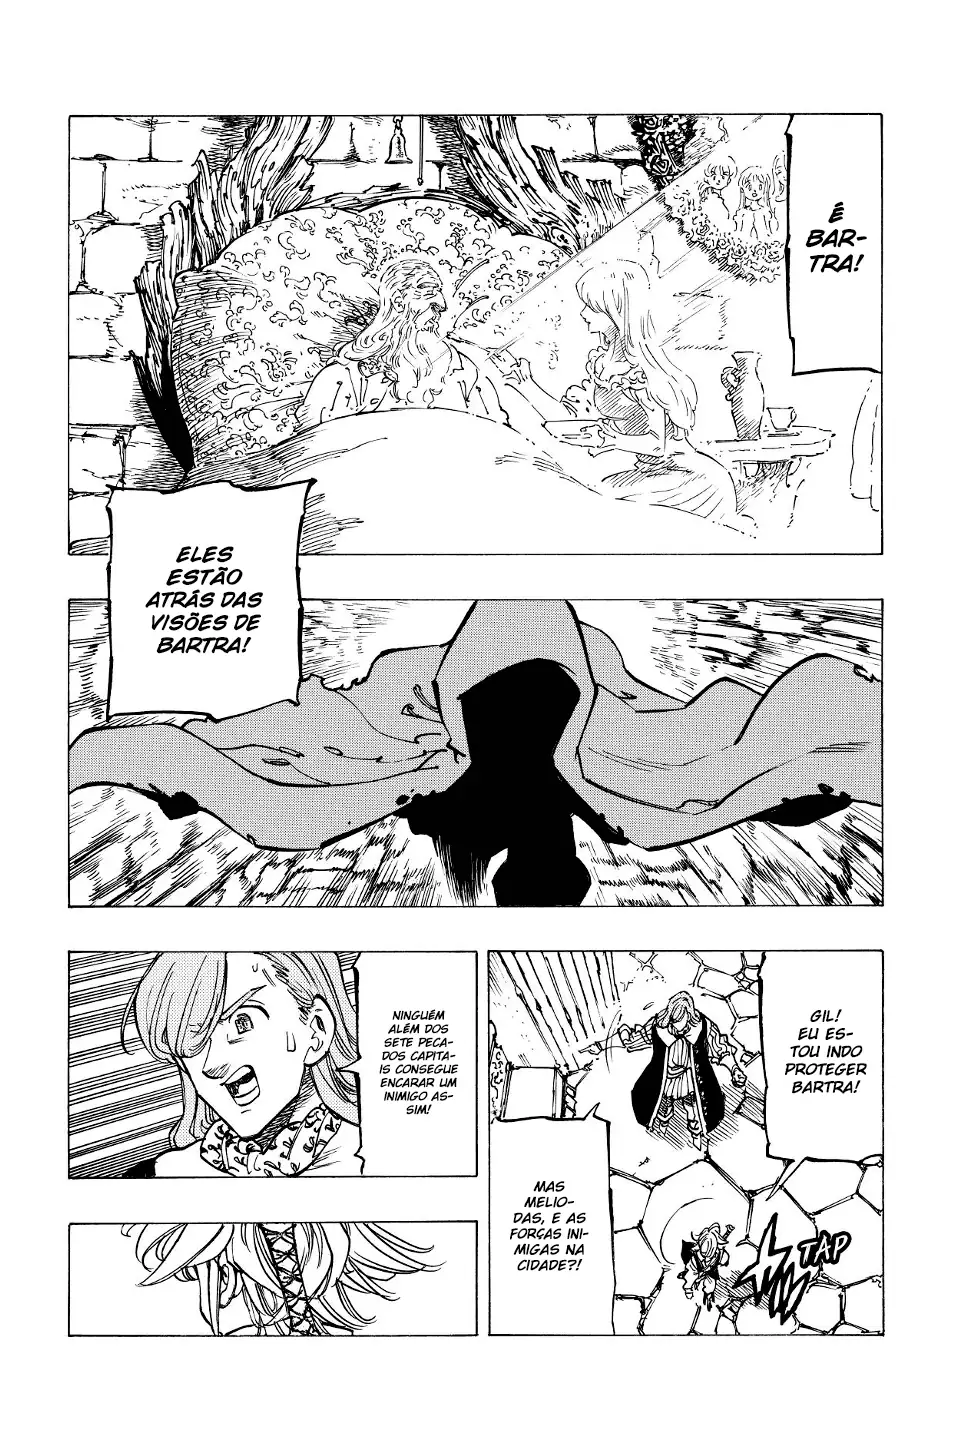 É
BAR-
TRA!
ELES
ESTÃO
ATRÁS DAS
VISÕES DE
BARTRA!
GIL!
EU ES-
TOU INDO
PROTEGER
BARTRA!
TAP
MAS
MELIO-
DAS, E AS
FORÇAS INI-
MIGAS NA
CIDADE?!
NINGUÉM
ALÉM DOS
SETE PECA-
DOS CAPITA-
IS CONSEGUE
ENCARAR UM
INIMIGO AS-
SIM!